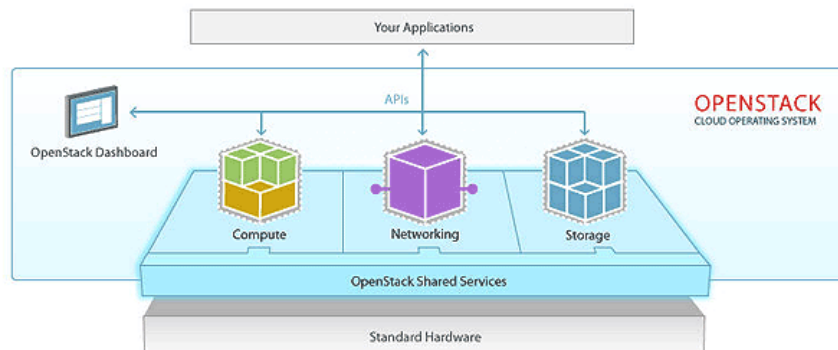 Your Applications
APIs
OPENSTACK
CLOUD OPERATING SYSTEM
OpenStack Dashboard
Compute
Networking
Storage
OpenStack Shared Services
Standard Hardware